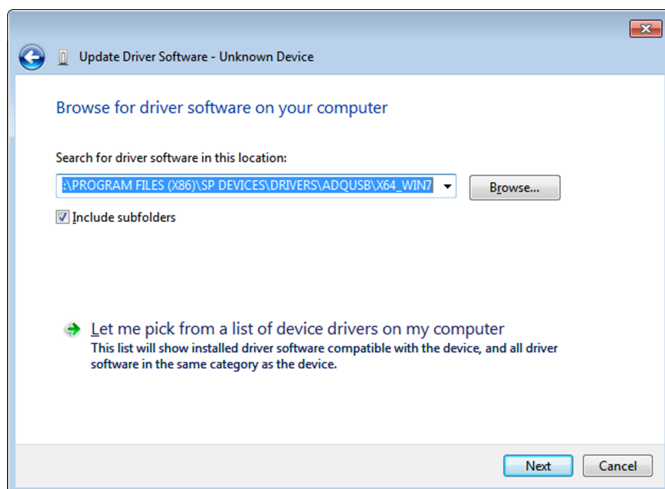 Update Driver Software - Unknown Device
Browse for driver software on your computer
Search for driver software in this location:
:\PROGRAM FILES (X86)\SP DEVICES\DRIVERS\ADQUSB\X64_WIN7
Browse...
Include subfolders
Let me pick from a list of device drivers on my computer
This list will show installed driver software compatible with the device, and all driver
software in the same category as the device.
Next
Cancel